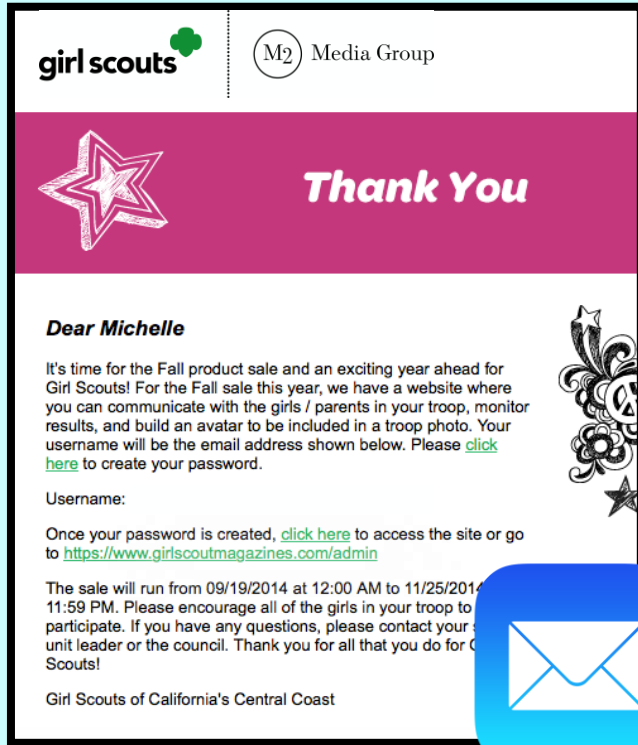 girl scouts
M2 Media Group
Thank You
Dear Michelle
It's time for the Fall product sale and an exciting year ahead for
Girl Scouts! For the Fall sale this year, we have a website where
you can communicate with the girls / parents in your troop, monitor
results, and build an avatar to be included in a troop photo. Your
username will be the email address shown below. Please click
here to create your password.
Username:
Once your password is created, click here to access the site or go
to https://www.girlscoutmagazines.com/admin
The sale will run from 09/19/2014 at 12:00 AM to 11/25/2014
11:59 PM. Please encourage all of the girls in your troop to
participate. If you have any questions, please contact your
unit leader or the council. Thank you for all that you do for
Scouts!
Girl Scouts of California's Central Coast